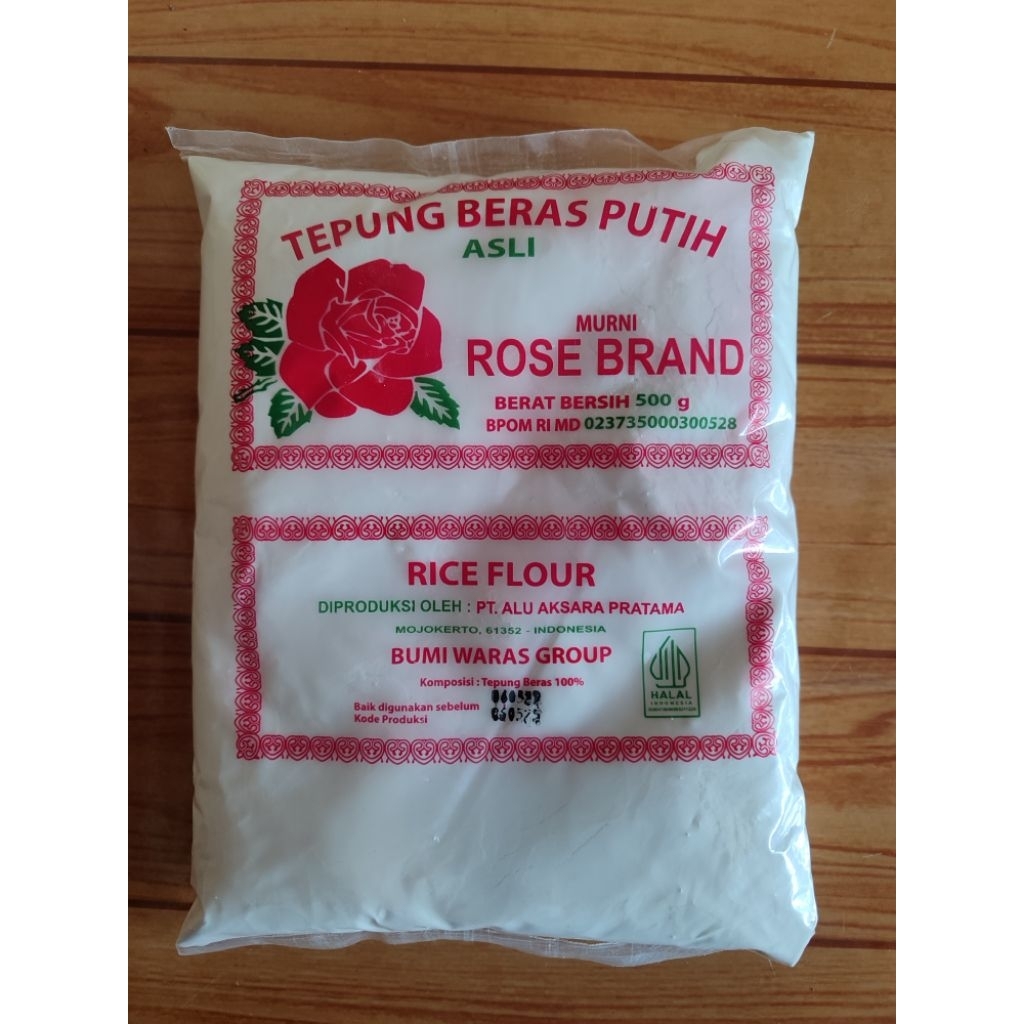 TEPUNG BERAS PUTIH
ASLI
MURNI
ROSE BRAND
BERAT BERSIH 500 g
BPOM RI MD 023735000300528
RICE FLOUR
DIPRODUKSI OLEH : PT. ALU AKSARA PRATAMA
MOJOKERTO, 61352 - INDONESIA
BUMI WARAS GROUP
Komposisi : Tepung Beras 100%
Baik digunakan sebelum
Kode Produksi
HALAL
INDONESIA